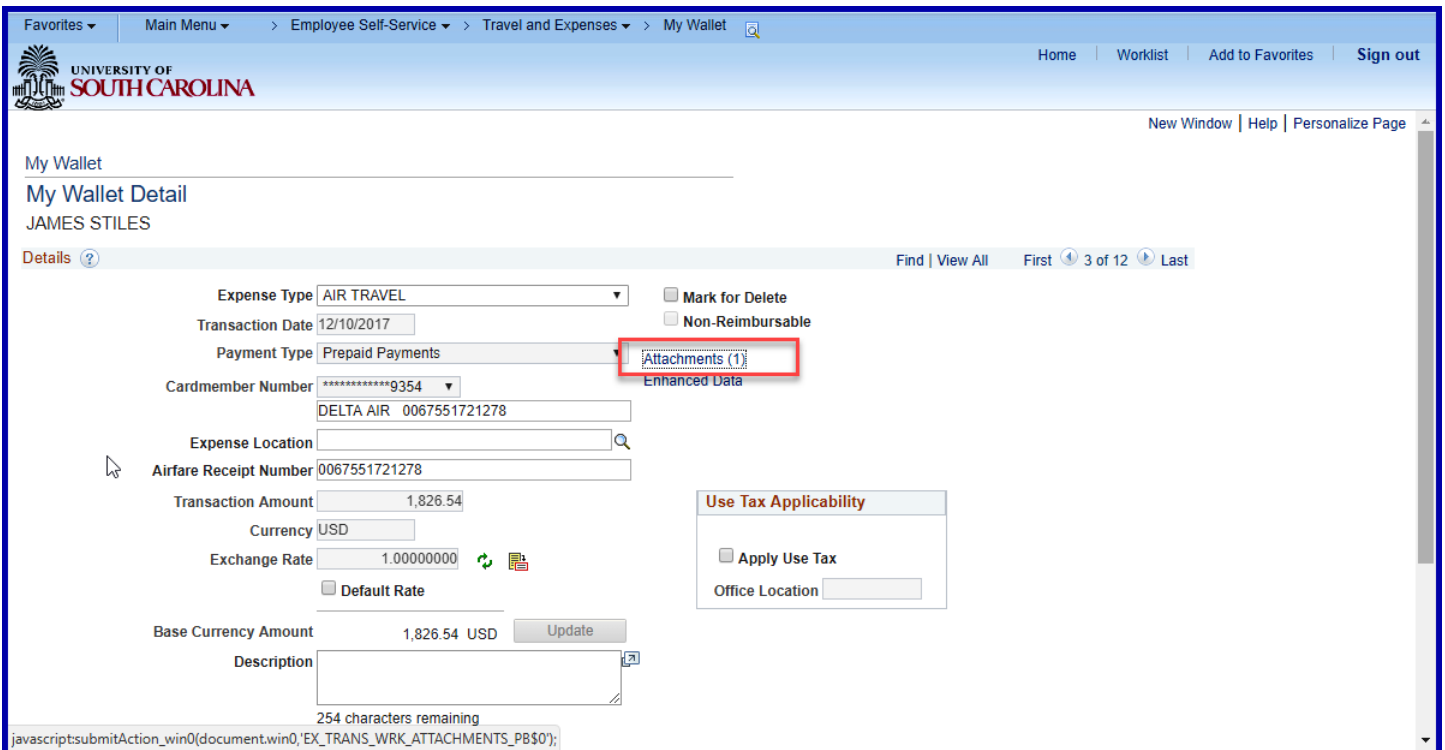 Favorites Main Menu > Employee Self-Service > Travel and Expenses > My Wallet
Home Worklist Add to Favorites Sign out
UNIVERSITY OF
SOUTH CAROLINA
New Window | Help | Personalize Page
My Wallet
My Wallet Detail
JAMES STILES
Details ? Find | View All First 3 of 12 Last
Expense Type AIR TRAVEL Mark for Delete
Transaction Date 12/10/2017 Non-Reimbursable
Payment Type Prepaid Payments Attachments (1)
Cardmember Number ************9354 Enhanced Data
DELTA AIR 0067551721278
Expense Location
Airfare Receipt Number 0067551721278
Transaction Amount 1,826.54 Use Tax Applicability
Currency USD
Exchange Rate 1.00000000 Apply Use Tax
Default Rate Office Location
Base Currency Amount 1,826.54 USD Update
Description
254 characters remaining
javascript:submitAction_win0(document.win0,'EX_TRANS_WRK_ATTACHMENTS_PB$0');